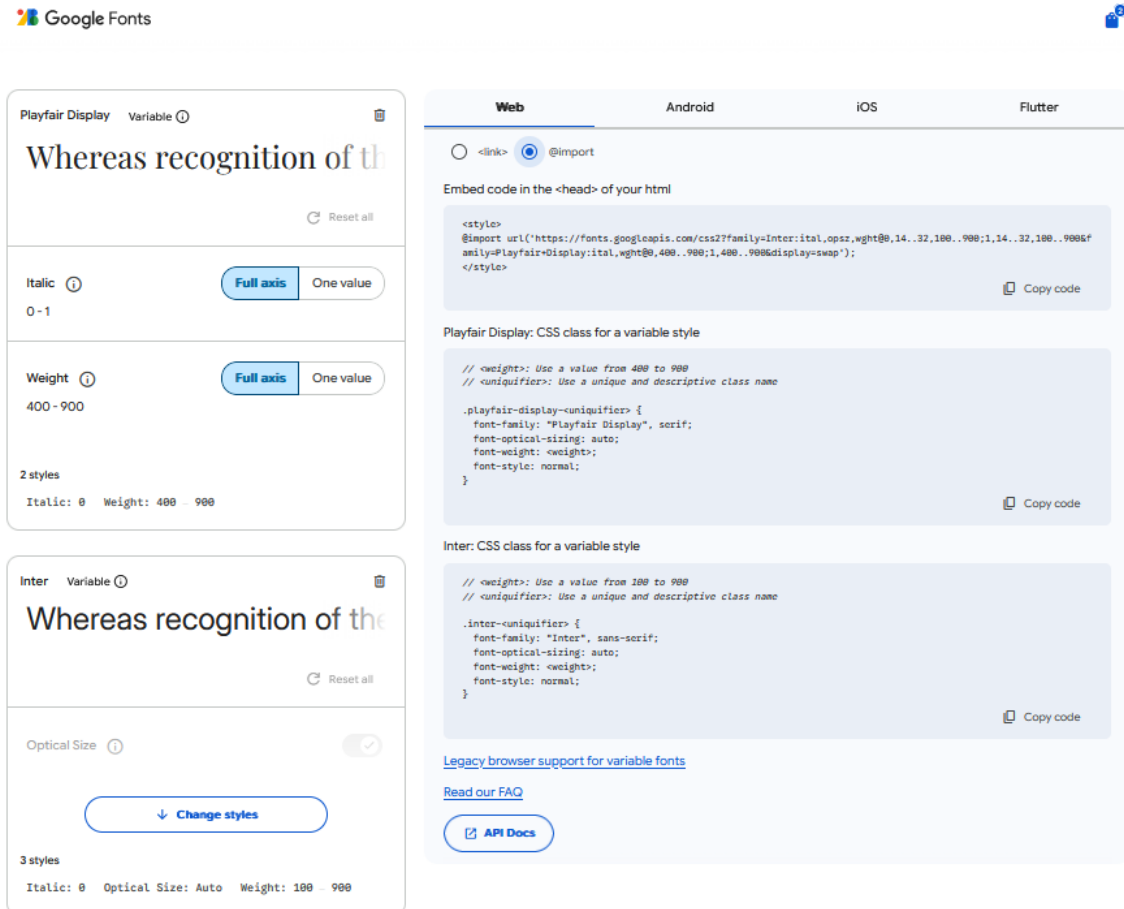 Google Fonts
2
Playfair Display Variable
Whereas recognition of th
Reset all
Italic
Full axis One value
0 - 1
Weight
Full axis One value
400 - 900
2 styles
Italic: 0 Weight: 400 – 900
Inter Variable
Whereas recognition of the
Reset all
Optical Size
Change styles
3 styles
Italic: 0 Optical Size: Auto Weight: 100 – 900
Web Android iOS Flutter
<link> @import
Embed code in the <head> of your html
<style>
@import url('https://fonts.googleapis.com/css2?family=Inter:ital,opsz,wght@0,14..32,100..900;1,14..32,100..900&f
amily=Playfair+Display:ital,wght@0,400..900;1,400..900&display=swap');
</style>
Copy code
Playfair Display: CSS class for a variable style
// <weight>: Use a value from 400 to 900
// <uniquifier>: Use a unique and descriptive class name
.playfair-display-<uniquifier> {
font-family: "Playfair Display", serif;
font-optical-sizing: auto;
font-weight: <weight>;
font-style: normal;
}
Copy code
Inter: CSS class for a variable style
// <weight>: Use a value from 100 to 900
// <uniquifier>: Use a unique and descriptive class name
.inter-<uniquifier> {
font-family: "Inter", sans-serif;
font-optical-sizing: auto;
font-weight: <weight>;
font-style: normal;
}
Copy code
Legacy browser support for variable fonts
Read our FAQ
API Docs